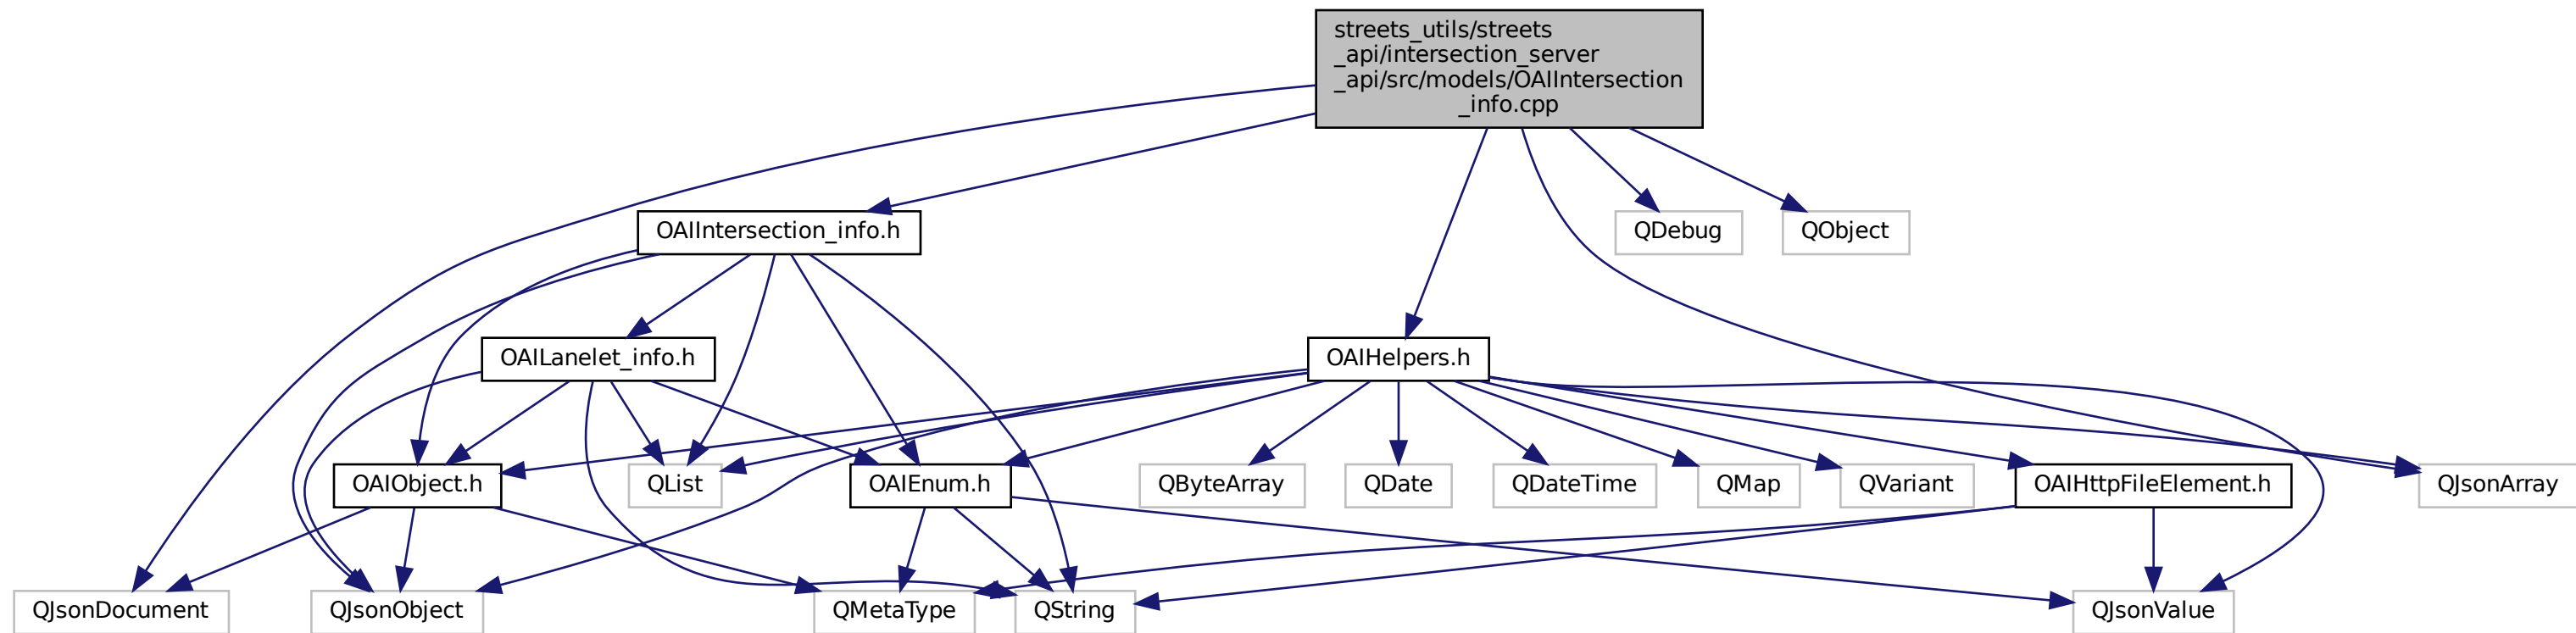 streets_utils/streets
_api/intersection_server
_api/src/models/OAIIntersection
_info.cpp
OAIIntersection_info.h
QDebug
QObject
OAILanelet_info.h
OAIHelpers.h
OAIObject.h
QList
OAIEnum.h
QByteArray
QDate
QDateTime
QMap
QVariant
OAIHttpFileElement.h
QJsonArray
QJsonDocument
QJsonObject
QMetaType
QString
QJsonValue